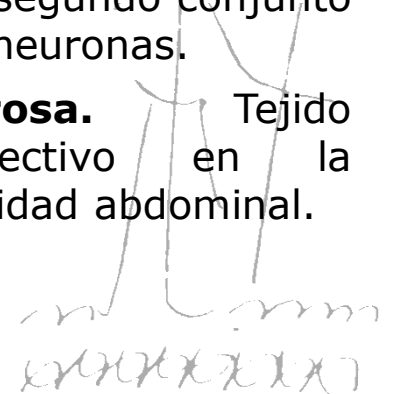 segundo conjunto
neuronas.
rosa. Tejido
ectivo en la
idad abdominal.